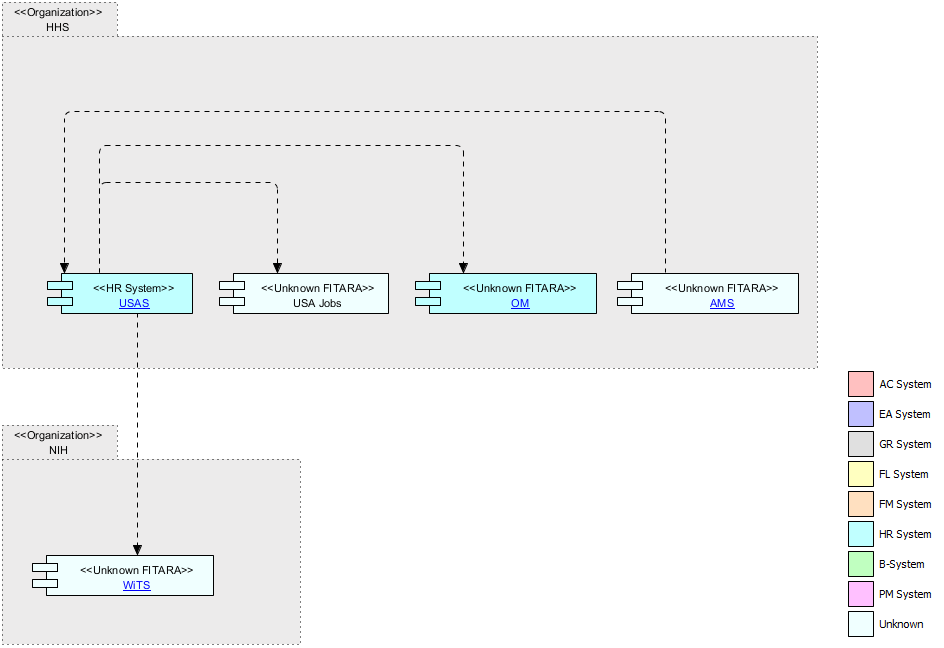 <<Organization>>
HHS
<<HR System>>
USAS
<<Unknown FITARA>>
USA Jobs
<<Unknown FITARA>>
OM
<<Unknown FITARA>>
AMS
<<Organization>>
NIH
<<Unknown FITARA>>
WiTS
AC System
EA System
GR System
FL System
FM System
HR System
B-System
PM System
Unknown